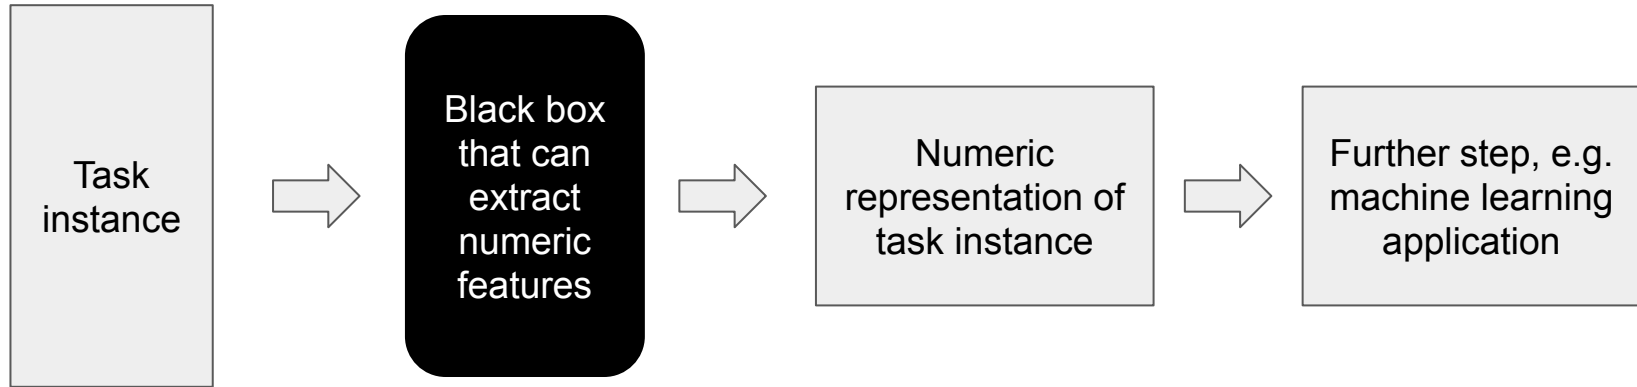 Task
instance
Black box
that can
extract
numeric
features
Numeric
representation of
task instance
Further step, e.g.
machine learning
application